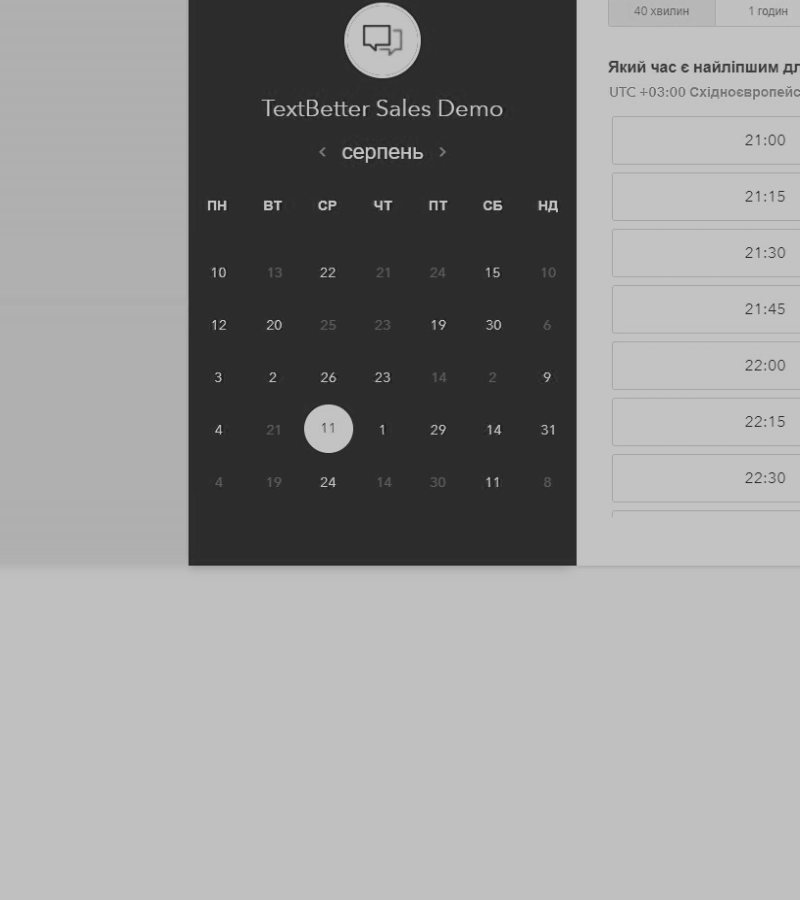 40 хвилин 1 годин
TextBetter Sales Demo
серпень
ПН ВТ СР ЧТ ПТ СБ НД
10 13 22 21 24 15 10
12 20 25 23 19 30 6
3 2 26 23 14 2 9
4 21 11 1 29 14 31
4 19 24 14 30 11 8
Який час є найліпшим дл
UTC +03:00 Східноєвропейс
21:00
21:15
21:30
21:45
22:00
22:15
22:30